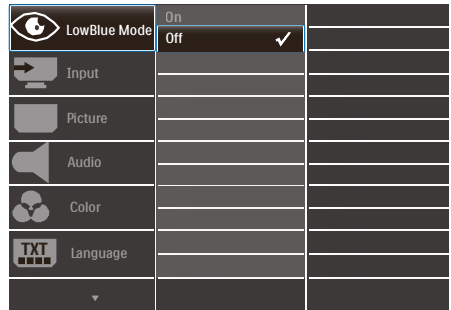 LowBlue Mode
On
Off
Input
Picture
Audio
Color
TXT
Language